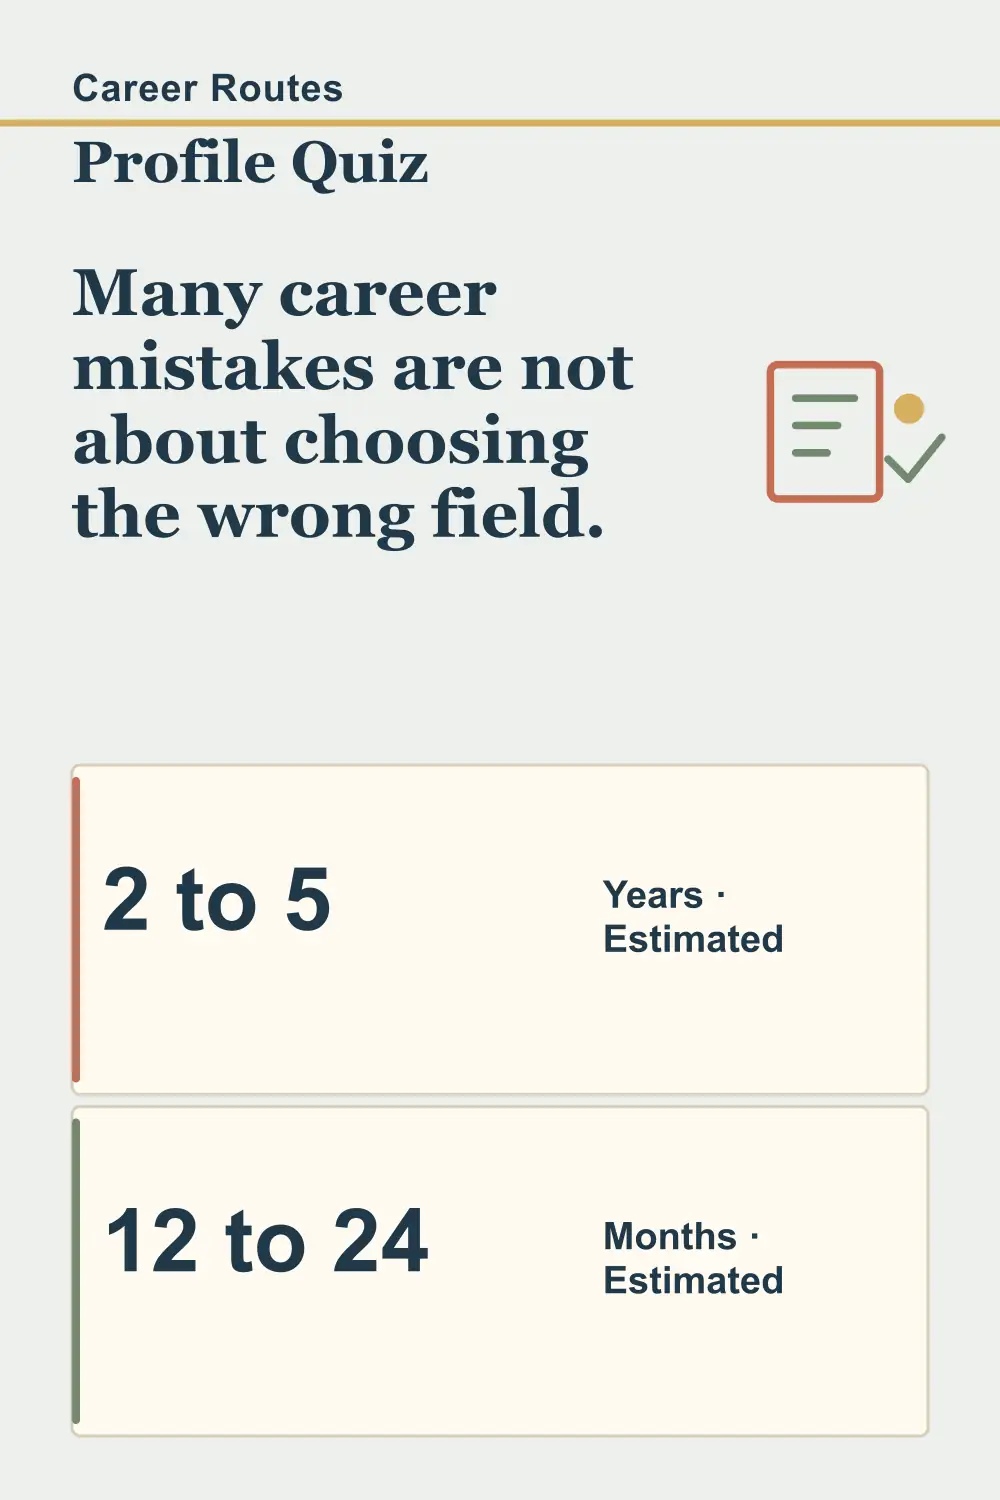 Career Routes
Profile Quiz
Many career
mistakes are not
about choosing
the wrong field.
2 to 5
Years ·
Estimated
12 to 24
Months ·
Estimated